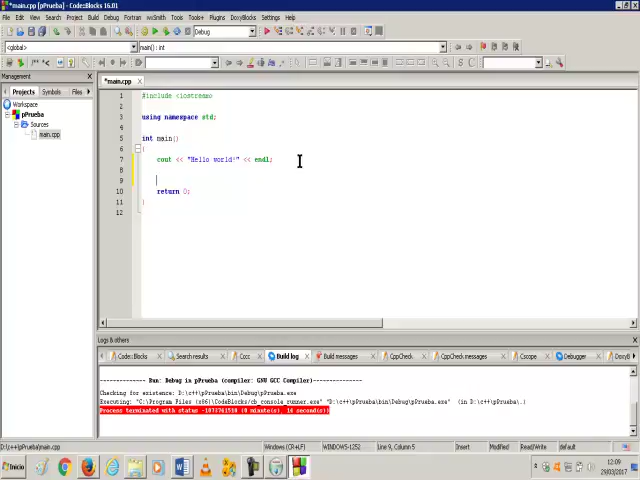 *main.cpp [pPrueba] - Code::Blocks 16.01
File Edit View Search Project Build Debug Fortran wxSmith Tools Tools+ Plugins DoxyBlocks Settings Help
Debug
<global> main() : int
Management
*main.cpp
Projects Symbols Files
Workspace
pPrueba
Sources
main.cpp
1 #include <iostream>
2
3 using namespace std;
4
5 int main()
6 {
7 cout << "Hello world!" << endl;
8
9
10 return 0;
11 }
12
Logs & others
Code::Blocks Search results Cccc Build log Build messages CppCheck CppCheck messages Cscope Debugger DoxyB
-------------- Run: Debug in pPrueba (compiler: GNU GCC Compiler)---------------
Checking for existence: D:\c++\pPrueba\bin\Debug\pPrueba.exe
Executing: "C:\Program Files (x86)\CodeBlocks/cb_console_runner.exe" "D:\c++\pPrueba\bin\Debug\pPrueba.exe" (in D:\c++\pPrueba\.)
Process terminated with status -1073741510 (0 minute(s), 14 second(s))
D:\c++\pPrueba\main.cpp Windows (CR+LF) WINDOWS-1252 Line 9, Column 5 Insert Modified Read/Write default
Inicio
12:09
29/03/2017